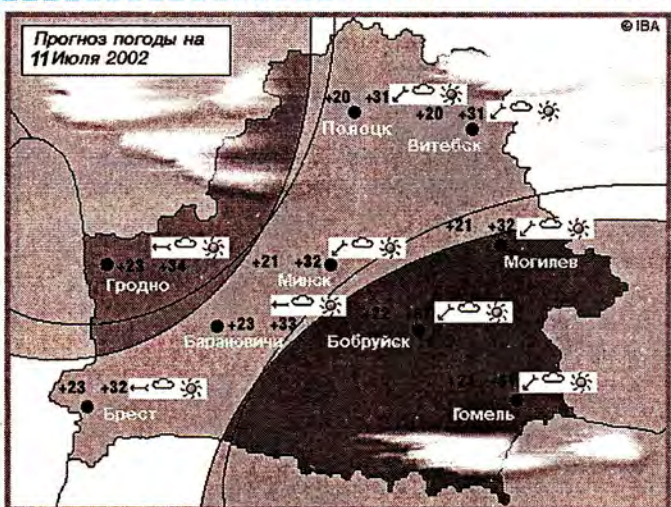 © IBA
Прогноз погоды на
11 Июля 2002
+20 +31
Полоцк
+20 +31
Витебск
+21 +32
Могилев
+23 +34
Гродно
+21 +32
Минск
+23 +33
Барановичи
Бобруйск
+23 +32
Брест
Гомель